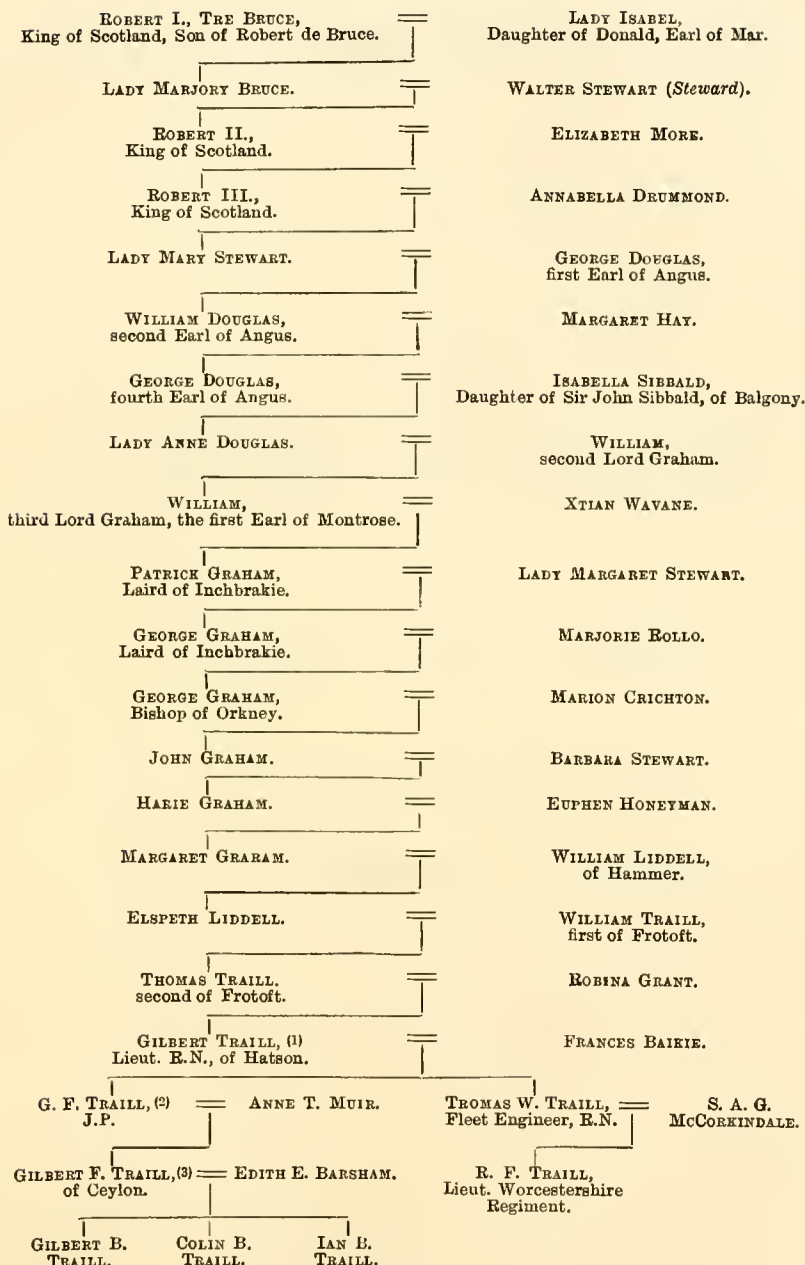 ROBERT I., TRE BRUCE, LADY ISABEL,
King of Scotland, Son of Robert de Bruce. Daughter of Donald, Earl of Mar.
LADY MARJORY BRUCE. WALTER STEWART (Steward).
ROBERT II., ELIZABETH MORE.
King of Scotland.
ROBERT III., ANNABELLA DRUMMOND.
King of Scotland.
LADY MARY STEWART. GEORGE DOUGLAS,
first Earl of Angus.
WILLIAM DOUGLAS, MARGARET HAY.
second Earl of Angus.
GEORGE DOUGLAS, ISABELLA SIBBALD,
fourth Earl of Angus. Daughter of Sir John Sibbald, of Balgony.
LADY ANNE DOUGLAS. WILLIAM,
second Lord Graham.
WILLIAM, XTIAN WAVANE.
third Lord Graham, the first Earl of Montrose.
PATRICK GRAHAM, LADY MARGARET STEWART.
Laird of Inchbrakie.
GEORGE GRAHAM, MARJORIE ROLLO.
Laird of Inchbrakie.
GEORGE GRAHAM, MARION CRICHTON.
Bishop of Orkney.
JOHN GRAHAM. BARBARA STEWART.
HARIE GRAHAM. EUPHEN HONEYMAN.
MARGARET GRARAM. WILLIAM LIDDELL,
of Hammer.
ELSPETH LIDDELL. WILLIAM TRAILL,
first of Frotoft.
THOMAS TRAILL. ROBINA GRANT.
second of Frotoft.
GILBERT TRAILL, (1) FRANCES BAIKIE.
Lieut. R.N., of Hatson.
G. F. TRAILL, (2) ANNE T. MUIR. TROMAS W. TRAILL, S. A. G.
J.P. Fleet Engineer, R.N. MCCORKINDALE.
GILBERT F. TRAILL, (3) EDITH E. BARSHAM. R. F. TRAILL,
of Ceylon. Lieut. Worcestershire
Regiment.
GILBERT B. COLIN B. IAN B.
TRAILL. TRAILL. TRAILL.